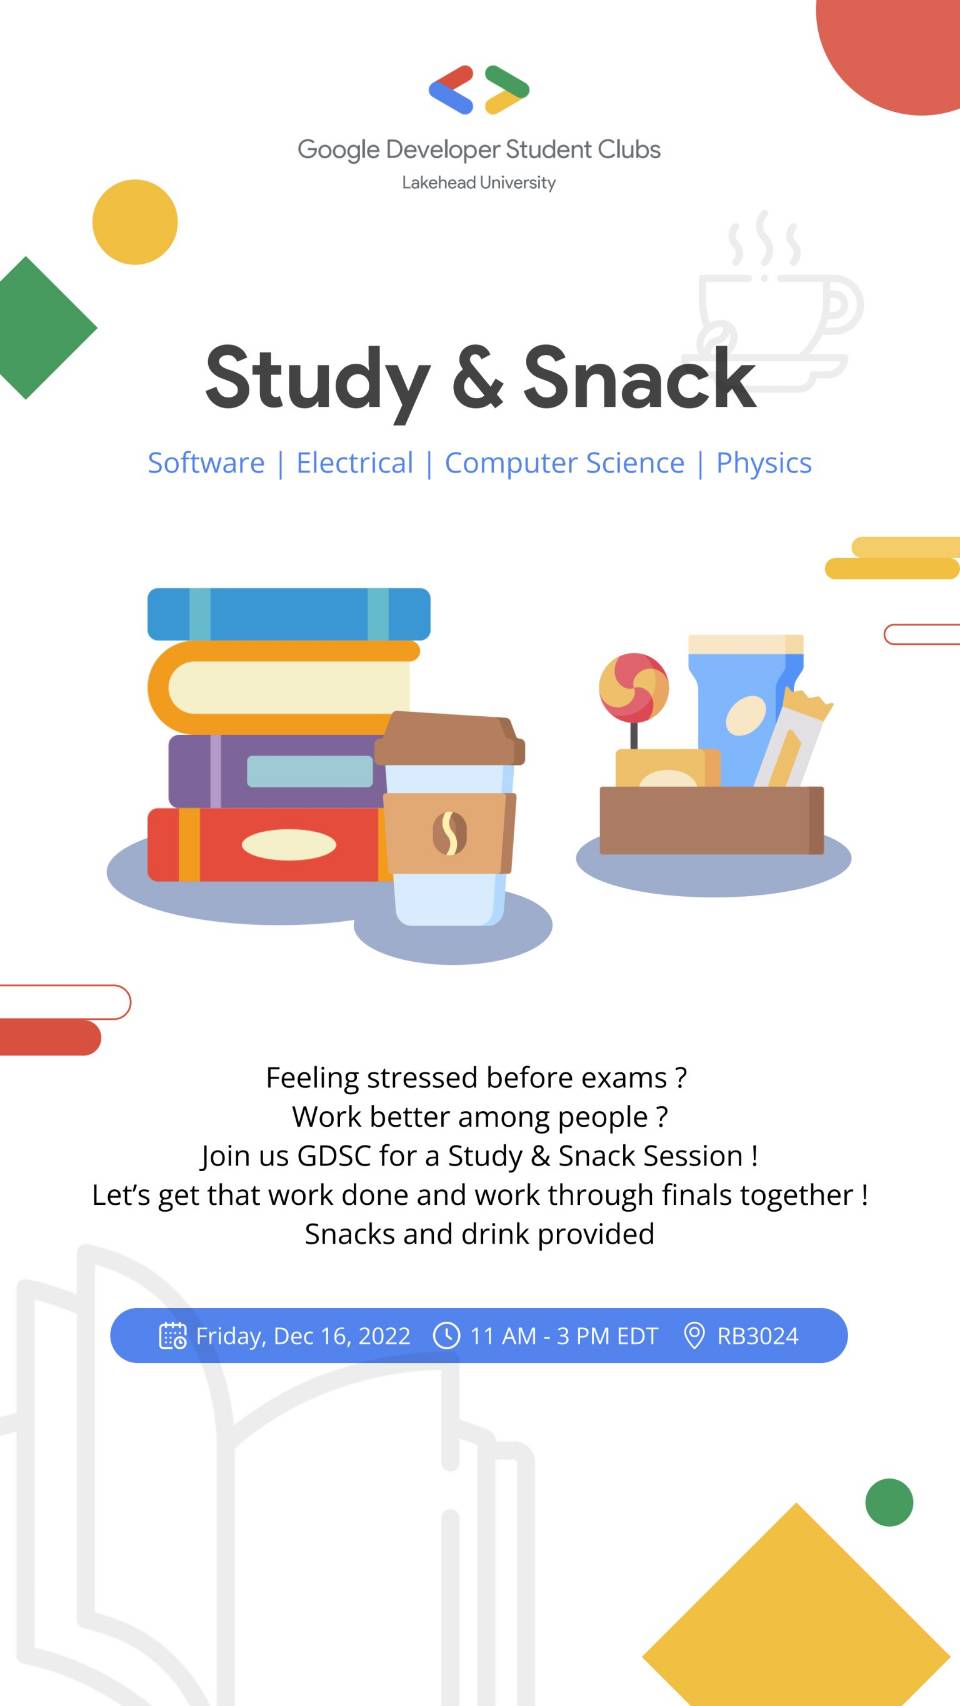 Google Developer Student Clubs
Lakehead University
Study & Snack
Software | Electrical | Computer Science | Physics
Feeling stressed before exams ?
Work better among people ?
Join us GDSC for a Study & Snack Session !
Let’s get that work done and work through finals together !
Snacks and drink provided
Friday, Dec 16, 2022 11 AM - 3 PM EDT RB3024